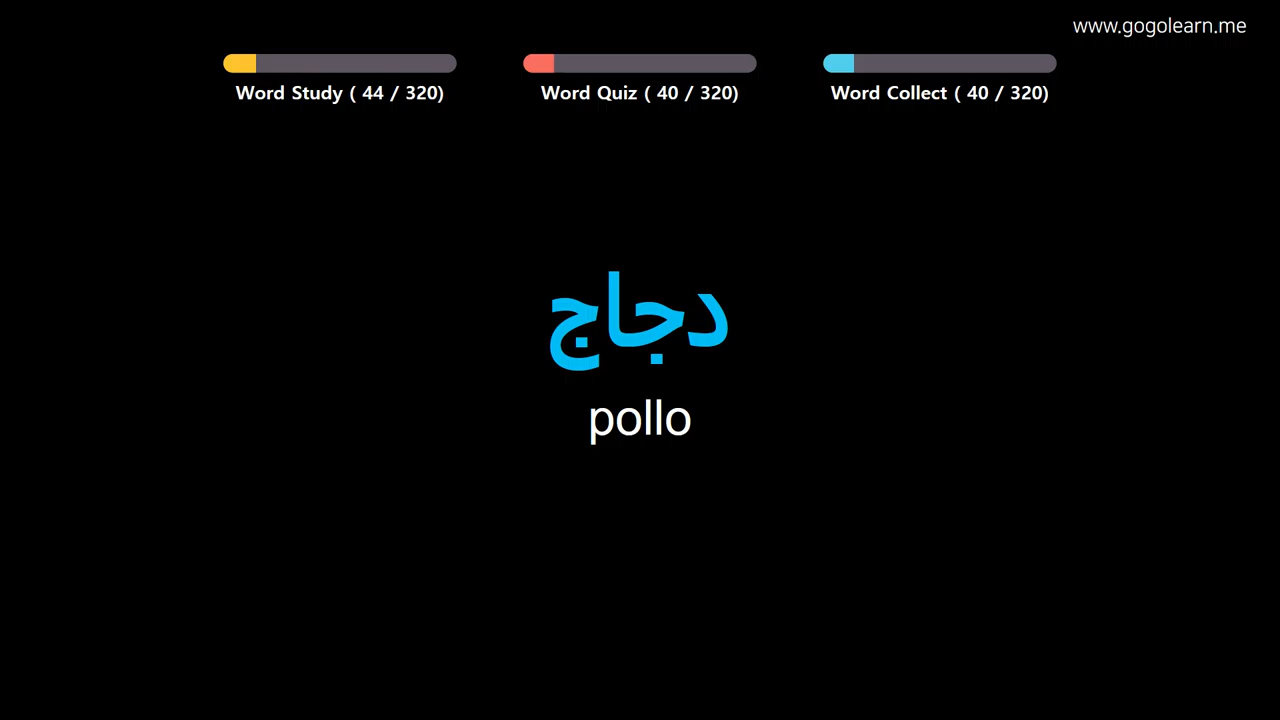 www.gogolearn.me
Word Study ( 44 / 320)
Word Quiz ( 40 / 320)
Word Collect ( 40 / 320)
دجاج
pollo